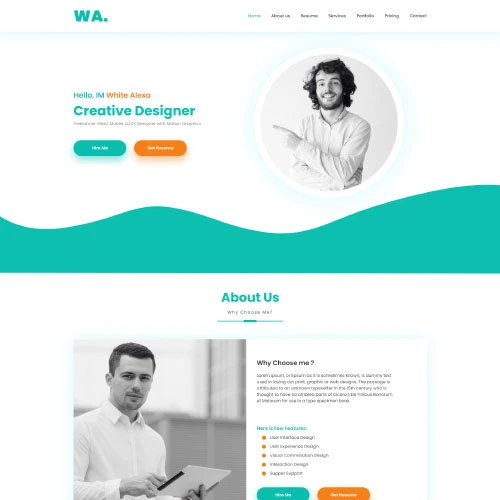 WA.
Home About us Resume Services Portfolio Pricing Contact
Hello, IM White Alexa
Creative Designer
Freelancer West Mobile UI/UX Designer with Motion Graphics
Hire Me Get Resume
About Us
Why Choose Me?
Why Choose me ?
Lorem ipsum, or lipsum as it is sometimes known, is dummy text
used in laying out print, graphic or web designs. The passage is
attributed to an unknown typesetter in the 15th century who is
thought to have scrambled parts of Cicero's De Finibus Bonorum
et Malorum for use in a type specimen book.
Here is Few Features:
User Interface Design
User Experience Design
Visual Commination Design
Interaction Design
Supper Support
Hire Me Get Resume